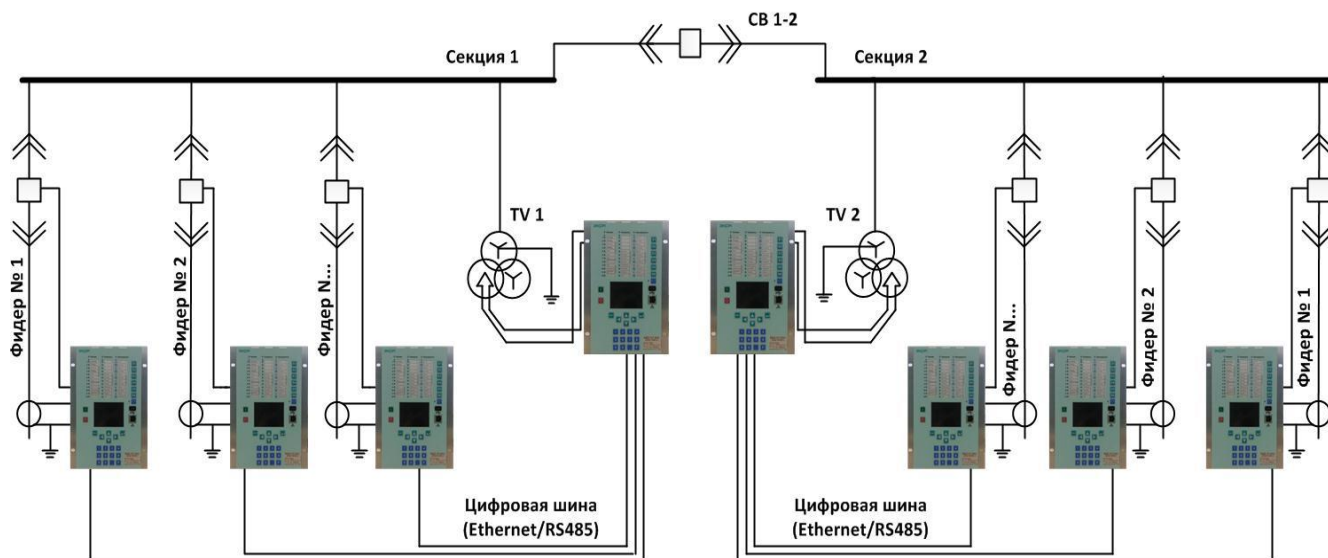 СВ 1-2
Секция 1
Секция 2
TV 1
TV 2
Фидер № 1
Фидер № 2
Фидер N...
Фидер N...
Фидер № 2
Фидер № 1
Цифровая шина
(Ethernet/RS485)
Цифровая шина
(Ethernet/RS485)